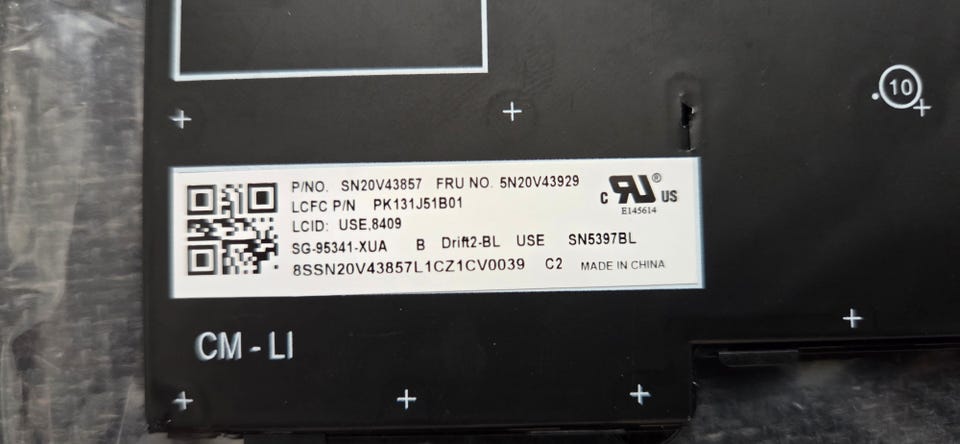 10
P/NO. SN20V43857 FRU NO. 5N20V43929
LCFC P/N PK131J51B01
LCID: USE,8409
SG-95341-XUA B Drift2-BL USE SN5397BL
8SSN20V43857L1CZ1CV0039 C2 MADE IN CHINA
c RU ® US
E145614
CM - LI